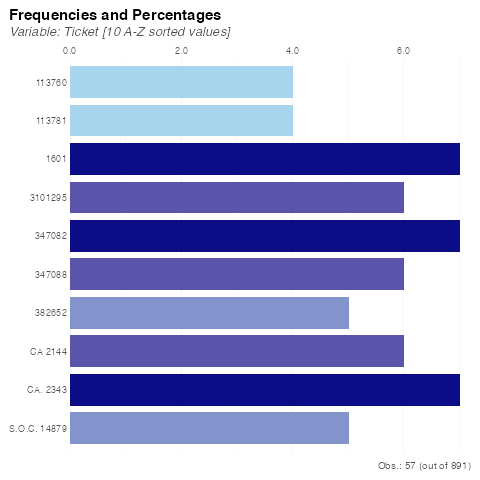 Frequencies and Percentages
Variable: Ticket [10 A-Z sorted values]
0.0 2.0 4.0 6.0
113760
113781
1601
3101295
347082
347088
382652
CA 2144
CA. 2343
S.O.C. 14879
Obs.: 57 (out of 891)